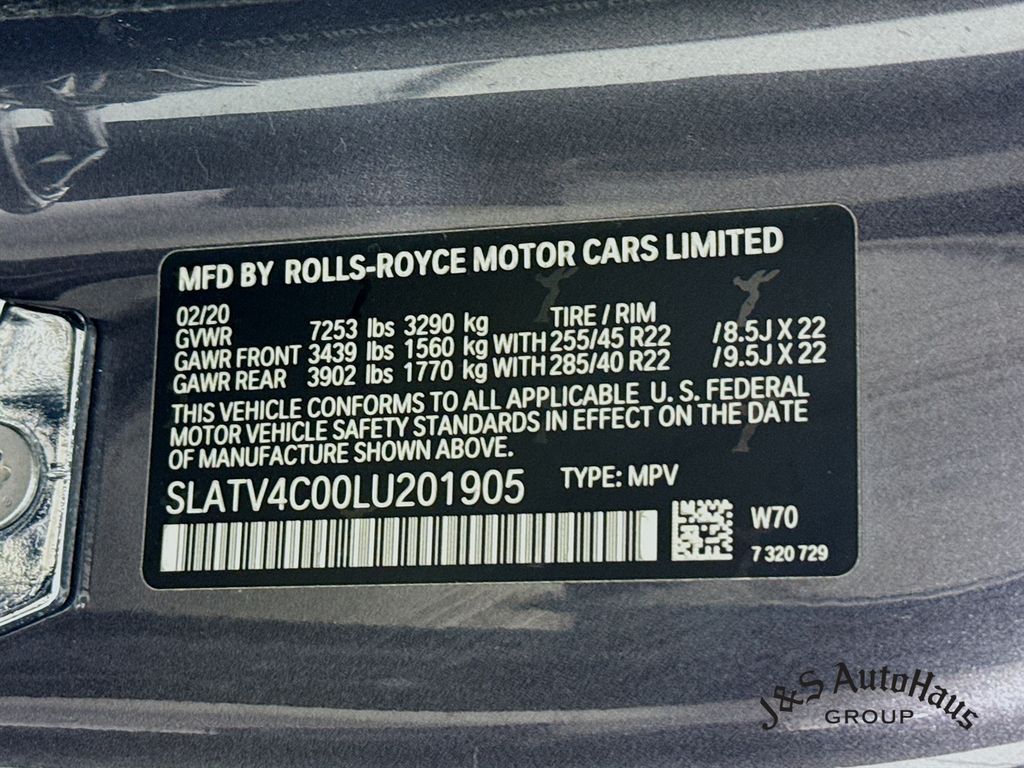 MFD BY ROLLS-ROYCE MOTOR CARS LIMITED
02/20
GVWR 7253 lbs 3290 kg TIRE / RIM
GAWR FRONT 3439 lbs 1560 kg WITH 255/45 R22 /8.5J X 22
GAWR REAR 3902 lbs 1770 kg WITH 285/40 R22 /9.5J X 22
THIS VEHICLE CONFORMS TO ALL APPLICABLE U. S. FEDERAL
MOTOR VEHICLE SAFETY STANDARDS IN EFFECT ON THE DATE
OF MANUFACTURE SHOWN ABOVE.
SLATV4C00LU201905 TYPE: MPV
W70
7 320 729
J&S AutoHaus
GROUP